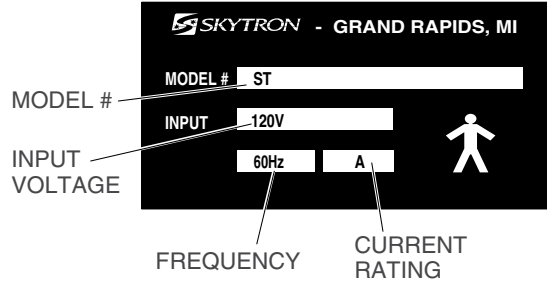 SKYTRON - GRAND RAPIDS, MI
MODEL # ST
MODEL #
INPUT 120V
INPUT
VOLTAGE
60Hz A
FREQUENCY
CURRENT
RATING